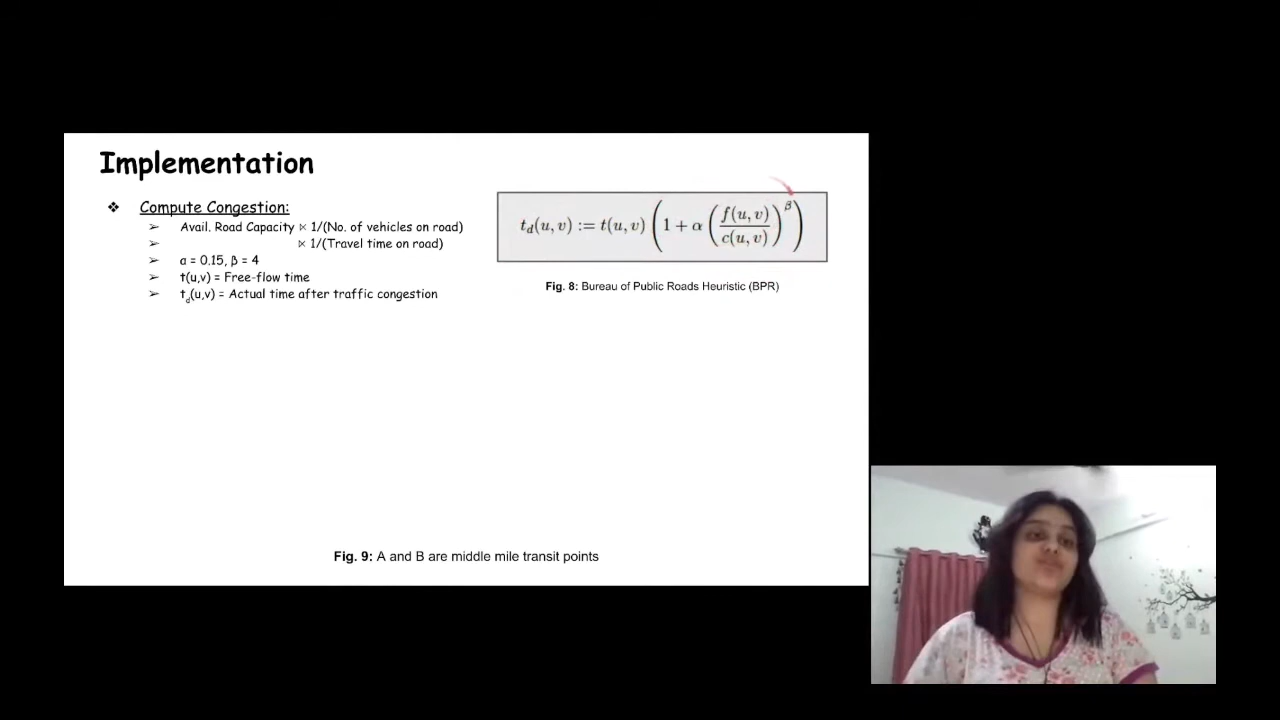 Implementation
❖ Compute Congestion:
➢ Avail. Road Capacity ∝ 1/(No. of vehicles on road)
➢ ∝ 1/(Travel time on road)
➢ α = 0.15, β = 4
➢ t(u,v) = Free-flow time
➢ t_d(u,v) = Actual time after traffic congestion
t_d(u, v) := t(u, v) (1 + α (f(u, v)/c(u, v))^β)
Fig. 8: Bureau of Public Roads Heuristic (BPR)
Fig. 9: A and B are middle mile transit points